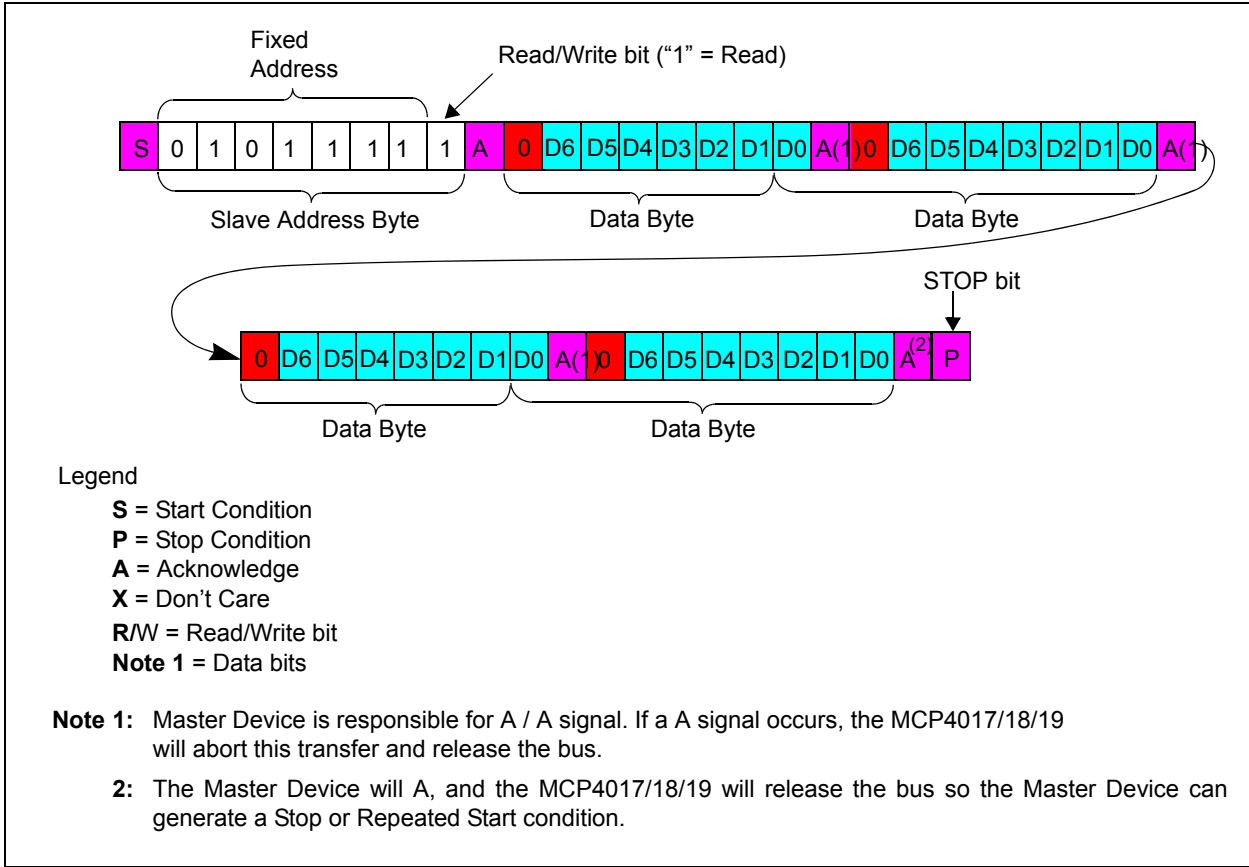 Fixed
Address
Read/Write bit (“1” = Read)
S 0 1 0 1 1 1 1 1 A 0 D6 D5 D4 D3 D2 D1 D0 A(1) 0 D6 D5 D4 D3 D2 D1 D0 A(1)
Slave Address Byte Data Byte Data Byte
STOP bit
0 D6 D5 D4 D3 D2 D1 D0 A(1) 0 D6 D5 D4 D3 D2 D1 D0 A(2) P
Data Byte Data Byte
Legend
S = Start Condition
P = Stop Condition
A = Acknowledge
X = Don’t Care
R/W = Read/Write bit
Note 1 = Data bits
Note 1: Master Device is responsible for A / A signal. If a A signal occurs, the MCP4017/18/19
will abort this transfer and release the bus.
2: The Master Device will A, and the MCP4017/18/19 will release the bus so the Master Device can
generate a Stop or Repeated Start condition.